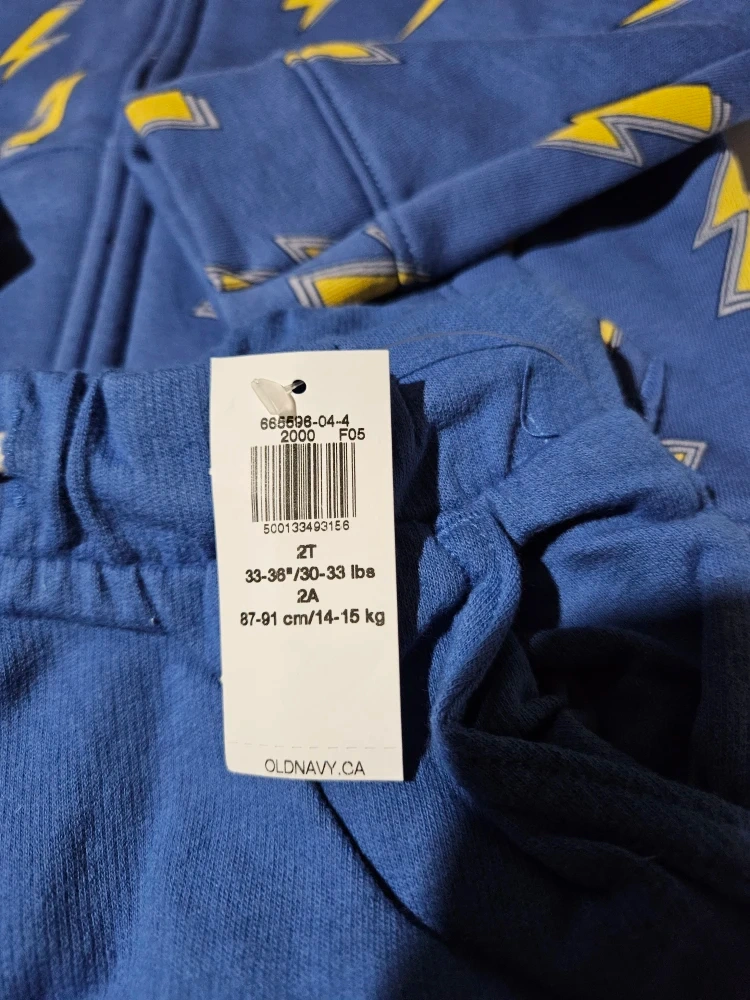 665596-04-4
2000 F05
500133493156
2T
33-36"/30-33 lbs
2A
87-91 cm/14-15 kg
OLDNAVY.CA